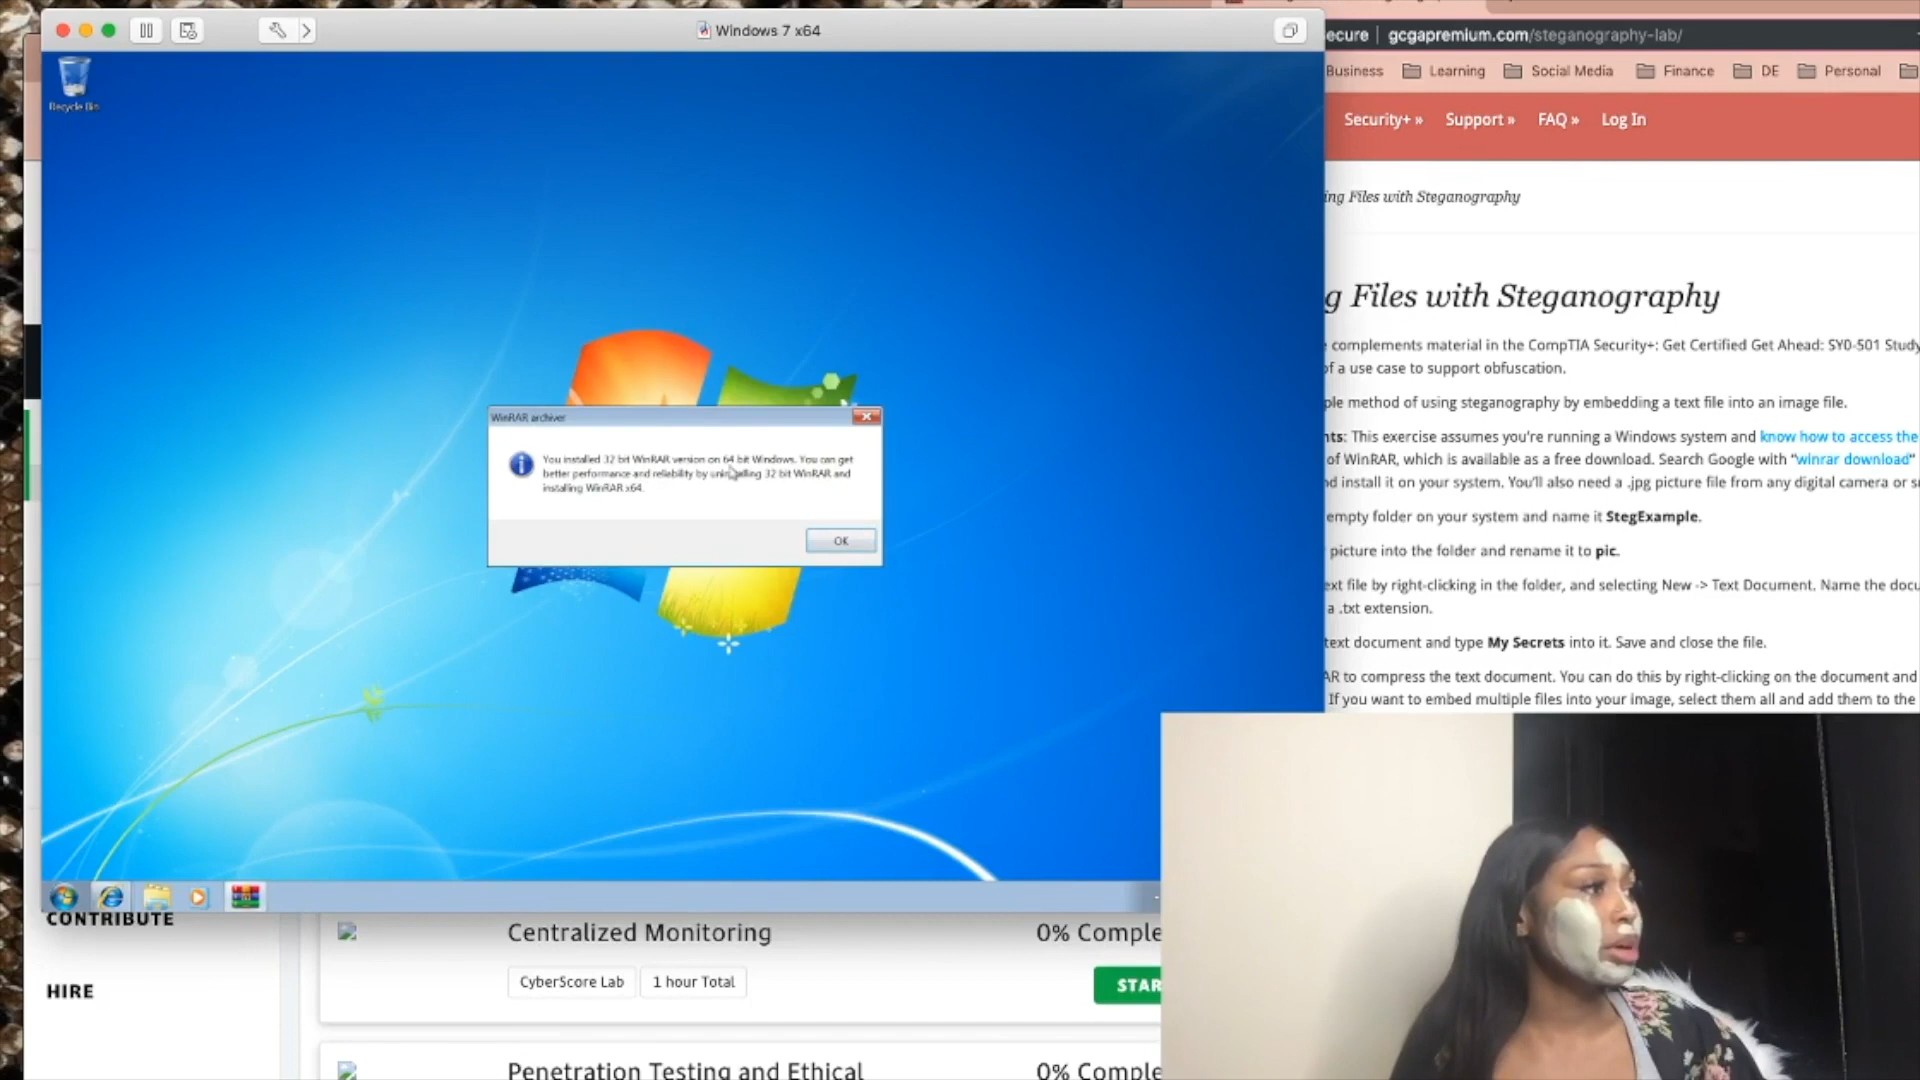 Windows 7 x64
Recycle Bin
WinRAR archiver
You installed 32 bit WinRAR version on 64 bit Windows. You can get
better performance and reliability by uninstalling 32 bit WinRAR and
installing WinRAR x64.
OK
ecure | gcgapremium.com/steganography-lab/
Business Learning Social Media Finance DE Personal
Security+ » Support » FAQ » Log In
ing Files with Steganography
g Files with Steganography
complements material in the CompTIA Security+: Get Certified Get Ahead: SY0-501 Study
of a use case to support obfuscation.
ple method of using steganography by embedding a text file into an image file.
nts: This exercise assumes you're running a Windows system and know how to access the
of WinRAR, which is available as a free download. Search Google with "winrar download"
d install it on your system. You'll also need a .jpg picture file from any digital camera or
empty folder on your system and name it StegExample.
picture into the folder and rename it to pic.
ext file by right-clicking in the folder, and selecting New -> Text Document. Name the docu
a .txt extension.
text document and type My Secrets into it. Save and close the file.
AR to compress the text document. You can do this by right-clicking on the document and
If you want to embed multiple files into your image, select them all and add them to the
CONTRIBUTE
HIRE
Centralized Monitoring 0% Comple
CyberScore Lab 1 hour Total STAR
Penetration Testing and Ethical 0% Comple